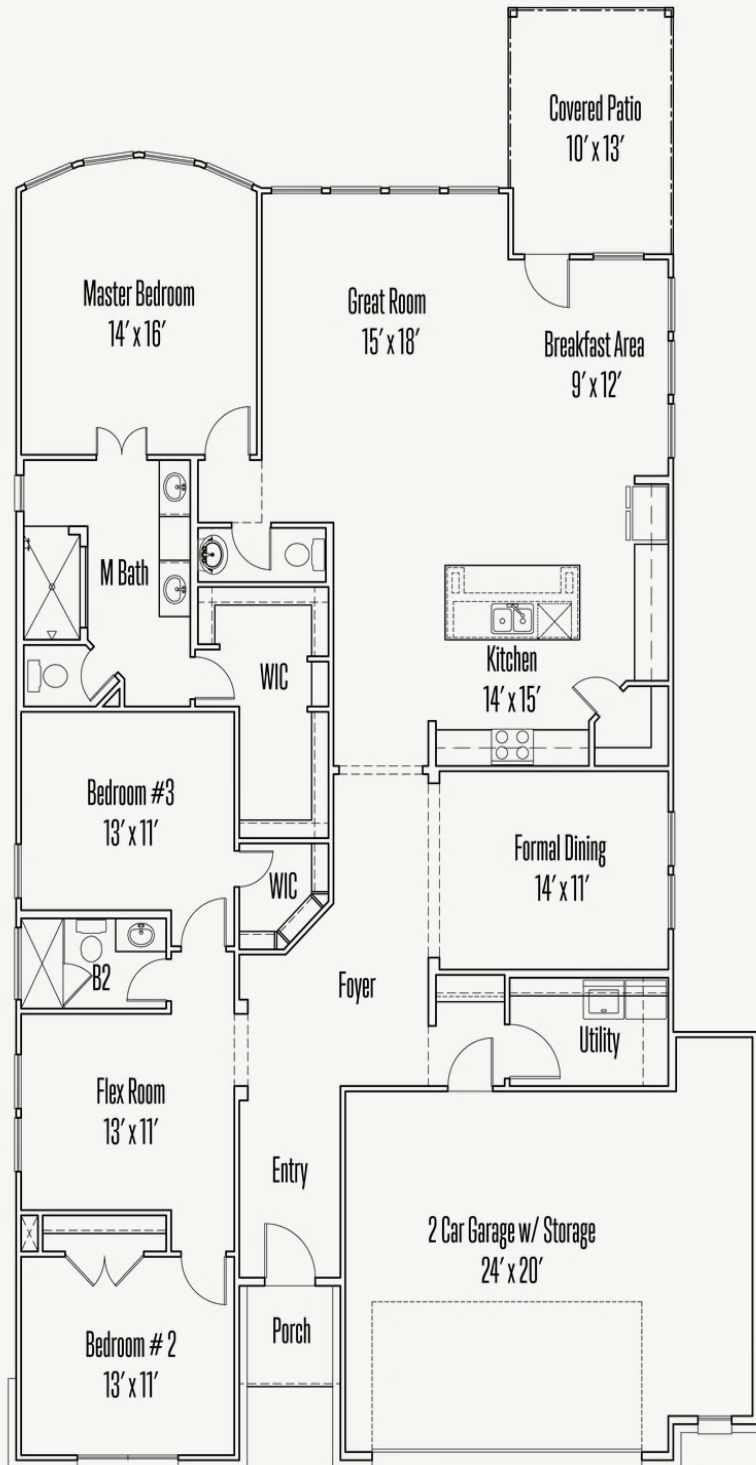 Covered Patio
10' x 13'
Master Bedroom
14' x 16'
Great Room
15' x 18'
Breakfast Area
9' x 12'
M Bath
WIC
Kitchen
14' x 15'
Bedroom #3
13' x 11'
WIC
Formal Dining
14' x 11'
B2
Foyer
Utility
Flex Room
13' x 11'
Entry
2 Car Garage w/ Storage
24' x 20'
Porch
Bedroom # 2
13' x 11'